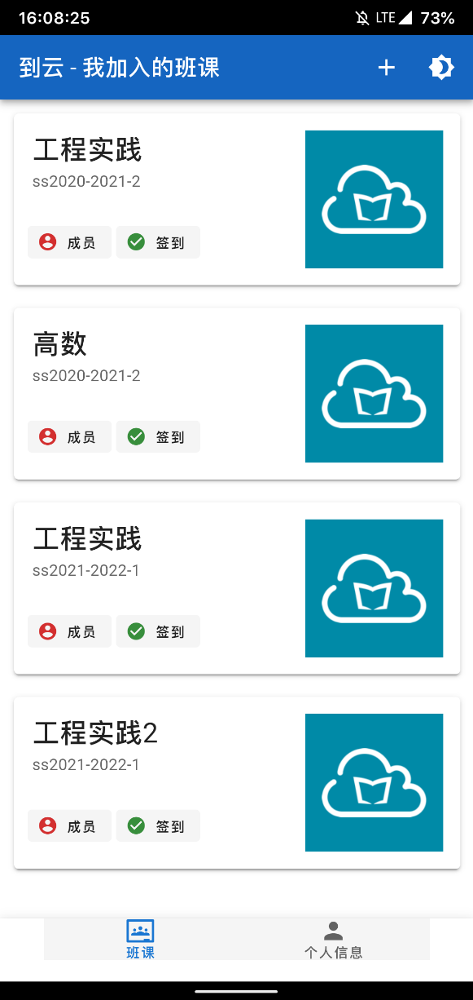 16:08:25 LTE 73%
到云 - 我加入的班课
工程实践
ss2020-2021-2
成员 签到
高数
ss2020-2021-2
成员 签到
工程实践
ss2021-2022-1
成员 签到
工程实践2
ss2021-2022-1
成员 签到
班课 个人信息